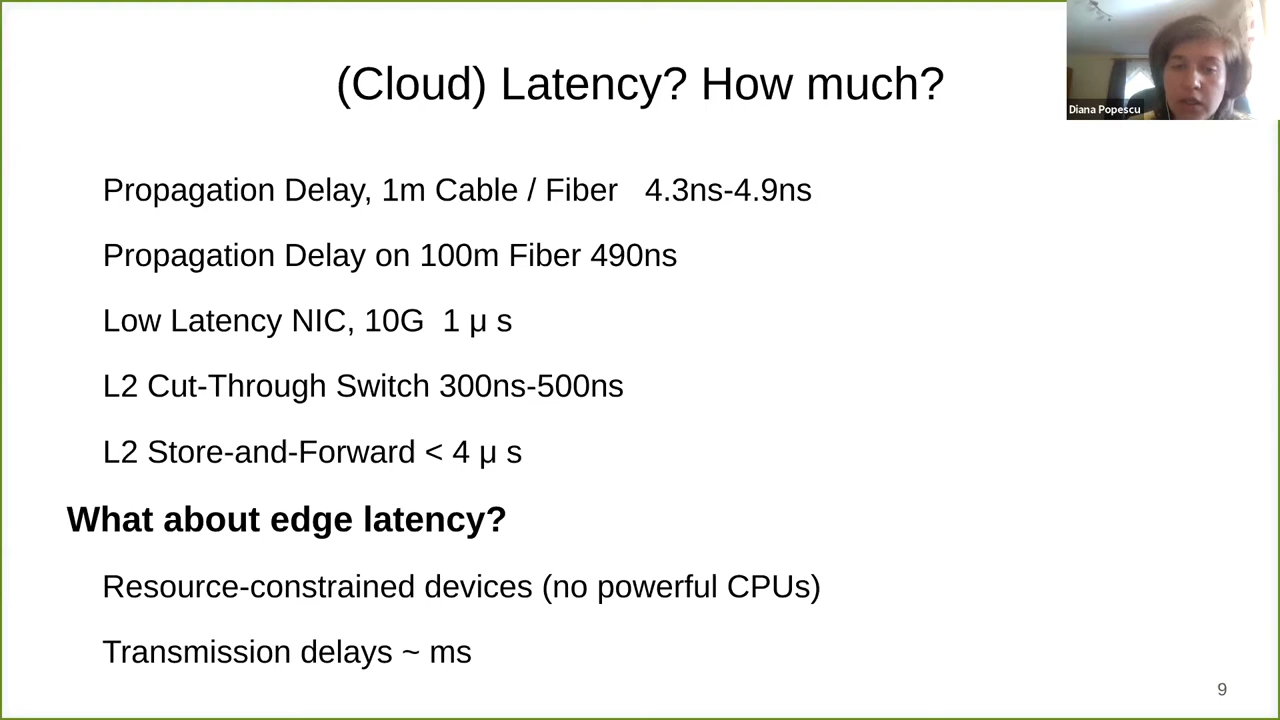 (Cloud) Latency? How much?
Diana Popescu
Propagation Delay, 1m Cable / Fiber 4.3ns-4.9ns
Propagation Delay on 100m Fiber 490ns
Low Latency NIC, 10G 1 μ s
L2 Cut-Through Switch 300ns-500ns
L2 Store-and-Forward < 4 μ s
What about edge latency?
Resource-constrained devices (no powerful CPUs)
Transmission delays ~ ms
9